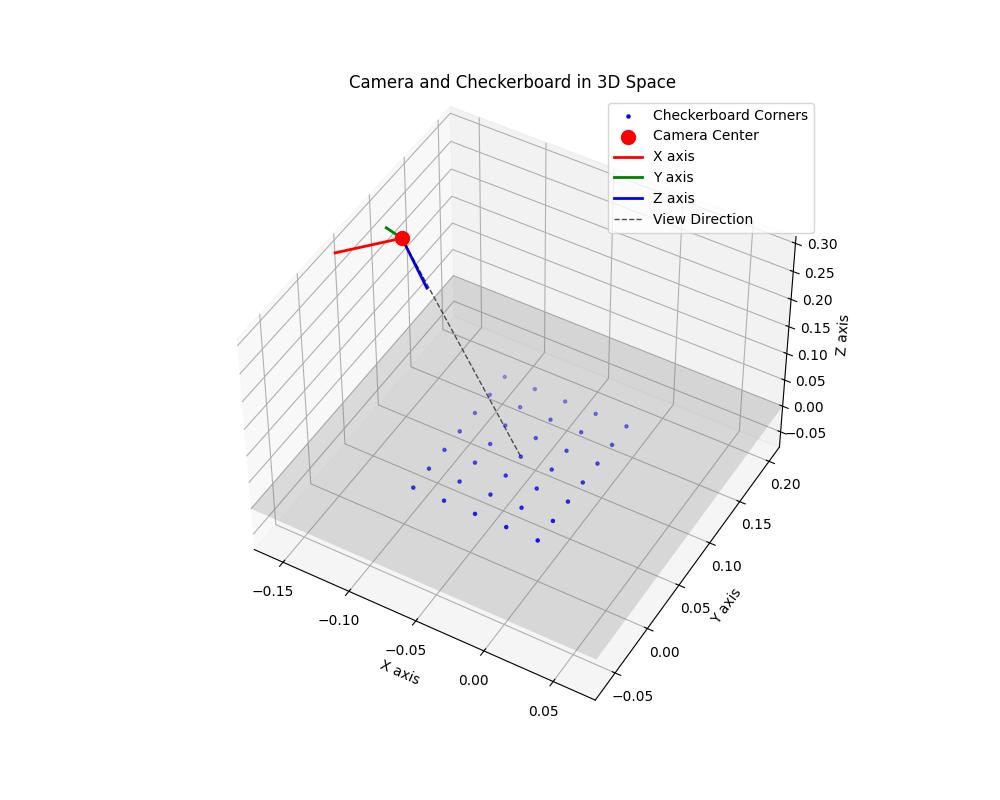 Camera and Checkerboard in 3D Space
Checkerboard Corners
Camera Center
X axis
Y axis
Z axis
View Direction
0.30
0.25
0.20
0.15
0.10
0.05
0.00
−0.05
Z axis
−0.15
−0.10
−0.05
0.00
0.05
X axis
0.20
0.15
0.10
0.05
0.00
−0.05
Y axis